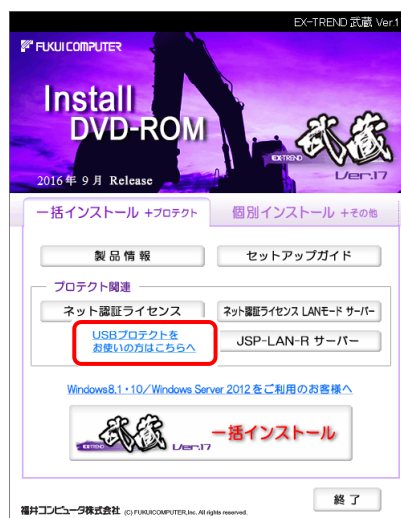 EX-TREND 武蔵 Ver.1
FUKUI COMPUTER
Install
DVD-ROM
2016年 9月 Release
EX-TREND 武蔵
Ver.17
一括インストール +プロテクト
個別インストール +その他
製品情報
セットアップガイド
プロテクト関連
ネット認証ライセンス
ネット認証ライセンス LANモード サーバー
USBプロテクトを
お使いの方はこちらへ
JSP-LAN-R サーバー
Windows8.1・10/Windows Server 2012をご利用のお客様へ
EX-TREND 武蔵 Ver.17
一括インストール
終了
福井コンピュータ株式会社 (C) FUKUICOMPUTER,Inc. All rights reserved.